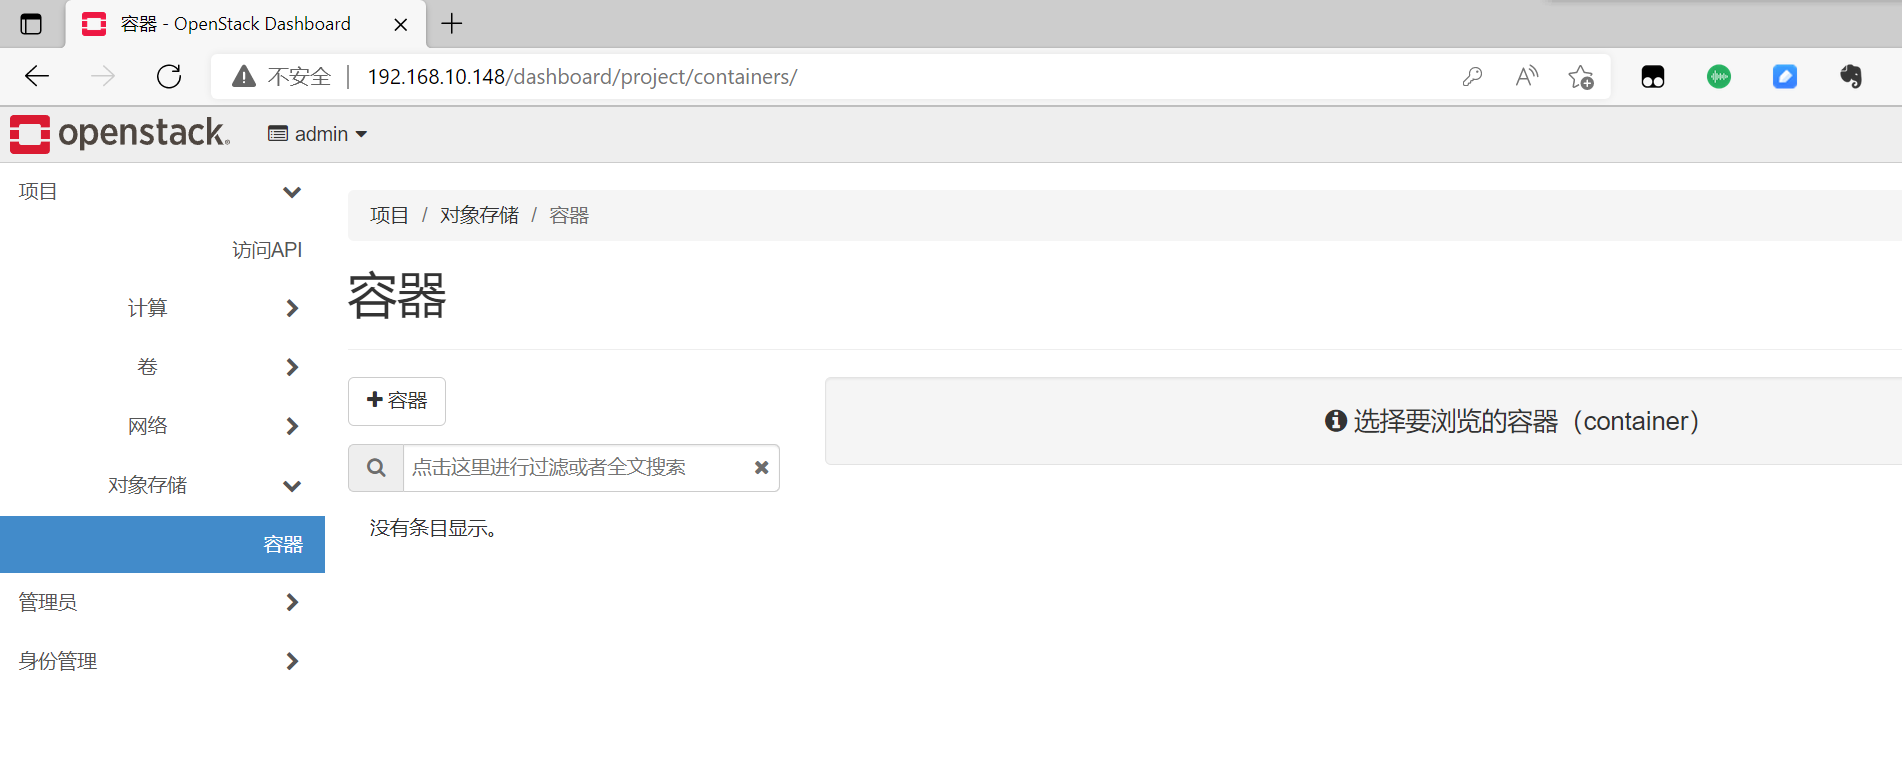 容器 - OpenStack Dashboard
不安全 | 192.168.10.148/dashboard/project/containers/
openstack. admin
项目
访问API
计算
卷
网络
对象存储
容器
管理员
身份管理
项目 / 对象存储 / 容器
容器
容器
点击这里进行过滤或者全文搜索
没有条目显示。
选择要浏览的容器（container）